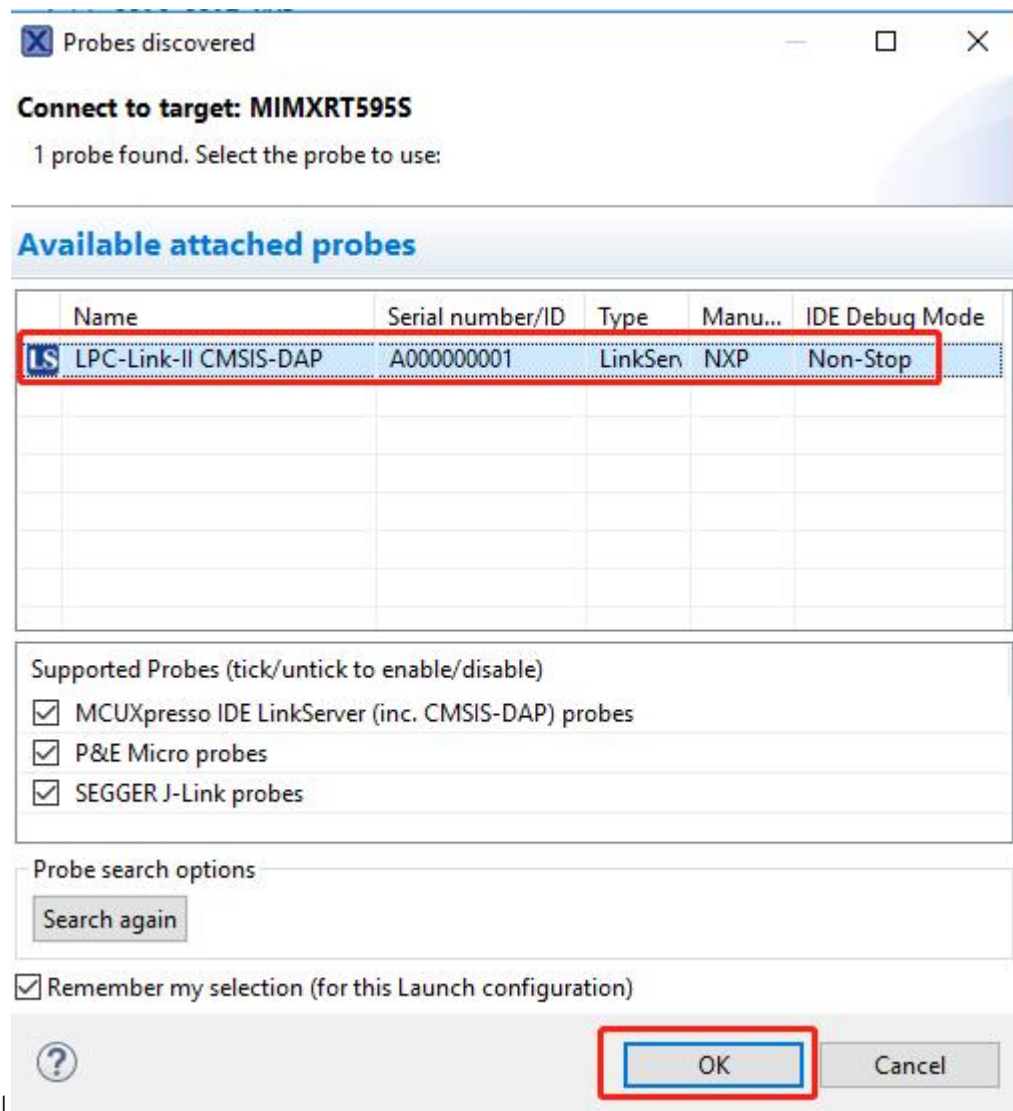 Probes discovered
Connect to target: MIMXRT595S
1 probe found. Select the probe to use:
Available attached probes
Name Serial number/ID Type Manu... IDE Debug Mode
LS LPC-Link-II CMSIS-DAP A000000001 LinkSer NXP Non-Stop
Supported Probes (tick/untick to enable/disable)
MCUXpresso IDE LinkServer (inc. CMSIS-DAP) probes
P&E Micro probes
SEGGER J-Link probes
Probe search options
Search again
Remember my selection (for this Launch configuration)
? OK Cancel